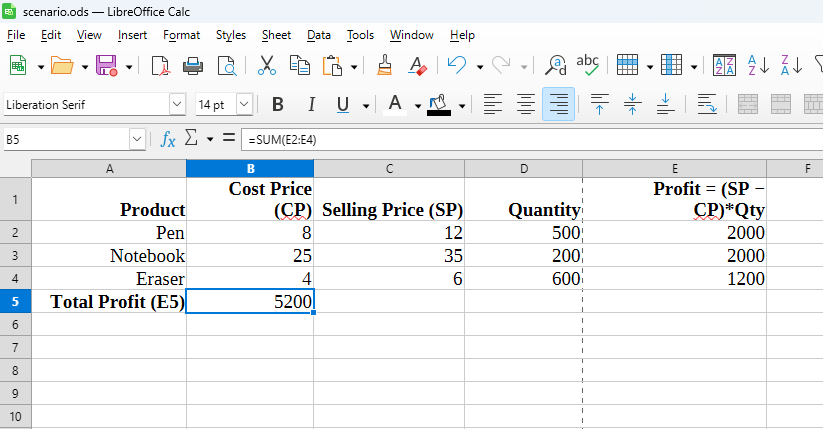 scenario.ods — LibreOffice Calc
File Edit View Insert Format Styles Sheet Data Tools Window Help
abc
A Z Z A A Z Z A
Liberation Serif 14 pt B I U A
B5 fx Σ = =SUM(E2:E4)
A B C D E F
1 Product Cost Price (CP) Selling Price (SP) Quantity Profit = (SP − CP)*Qty
2 Pen 8 12 500 2000
3 Notebook 25 35 200 2000
4 Eraser 4 6 600 1200
5 Total Profit (E5) 5200
6
7
8
9
10